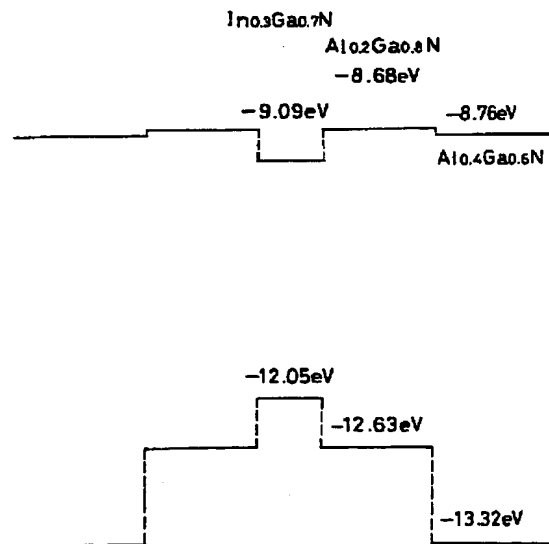 In0.3Ga0.7N
Al0.2Ga0.8N
-8.68eV
-9.09eV
-8.76eV
Al0.4Ga0.6N
-12.05eV
-12.63eV
-13.32eV